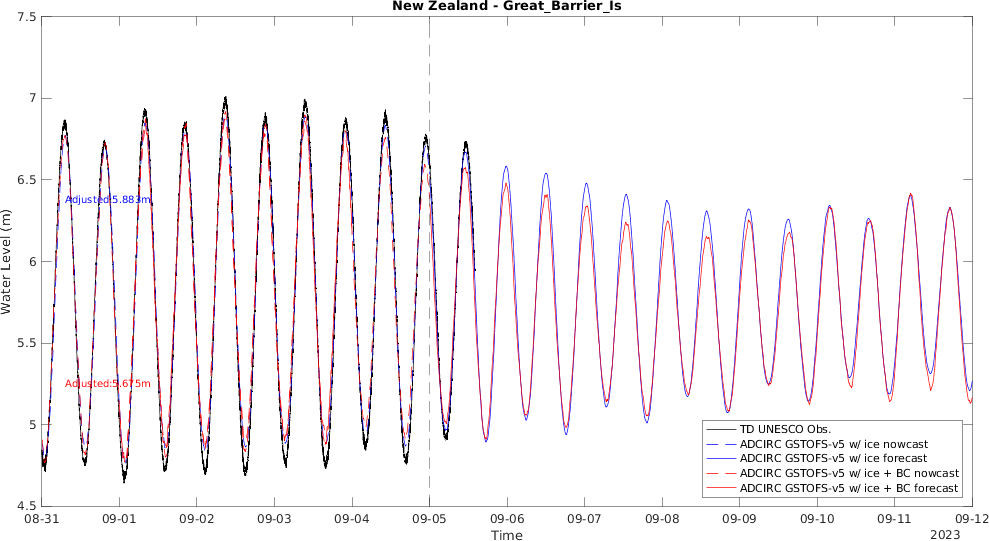 New Zealand - Great_Barrier_Is
7.5
7
6.5
6
5.5
5
4.5
Water Level (m)
Adjusted:5.883m
Adjusted:5.675m
TD UNESCO Obs.
ADCIRC GSTOFS-v5 w/ ice nowcast
ADCIRC GSTOFS-v5 w/ ice forecast
ADCIRC GSTOFS-v5 w/ ice + BC nowcast
ADCIRC GSTOFS-v5 w/ ice + BC forecast
08-31 09-01 09-02 09-03 09-04 09-05 09-06 09-07 09-08 09-09 09-10 09-11 09-12
Time
2023